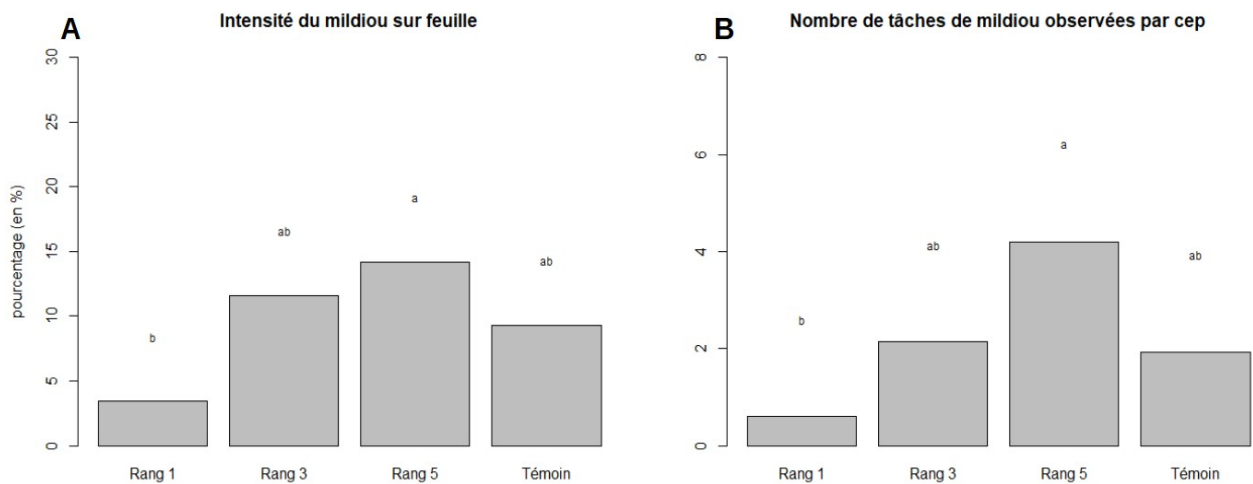 A
Intensité du mildiou sur feuille
pourcentage (en %)
30
25
20
15
10
5
0
b
ab
a
ab
Rang 1
Rang 3
Rang 5
Témoin
B
Nombre de tâches de mildiou observées par cep
8
6
4
2
0
b
ab
a
ab
Rang 1
Rang 3
Rang 5
Témoin